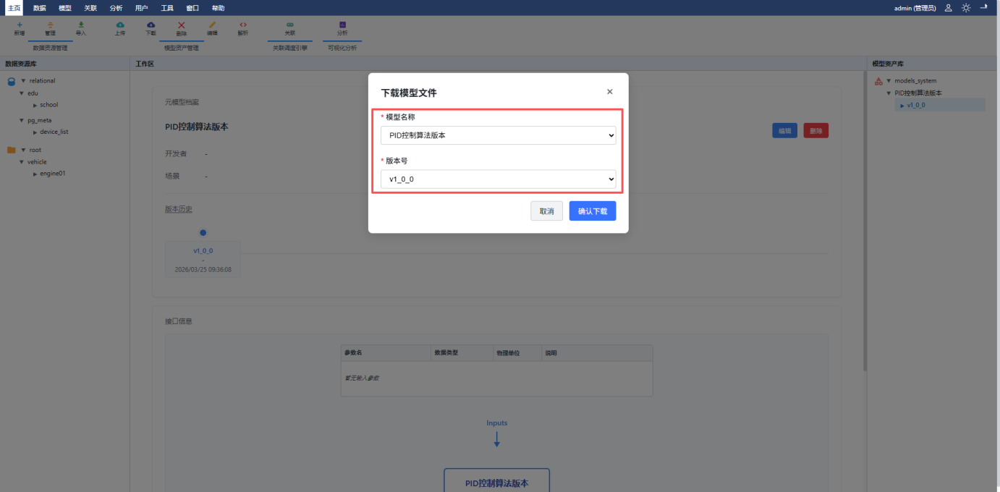 主页 数据 模型 关联 分析 用户 工具 窗口 帮助 admin (管理员)
新增 管理 导入 上传 下载 删除 编辑 解析 关联 分析
数据资源管理 模型资产管理 关联调度引擎 可视化分析
数据资源库
relational
edu
school
pg_meta
device_list
root
vehicle
engine01
工作区
元模型档案
PID控制算法版本
编辑 删除
开发者 -
场景 -
版本历史
v1_0_0
-
2026/03/25 09:36:08
接口信息
参数名 数据类型 物理单位 说明
暂无输入参数
Inputs
PID控制算法版本
下载模型文件 ×
* 模型名称
PID控制算法版本
* 版本号
v1_0_0
取消 确认下载
模型资产库
models_system
PID控制算法版本
v1_0_0